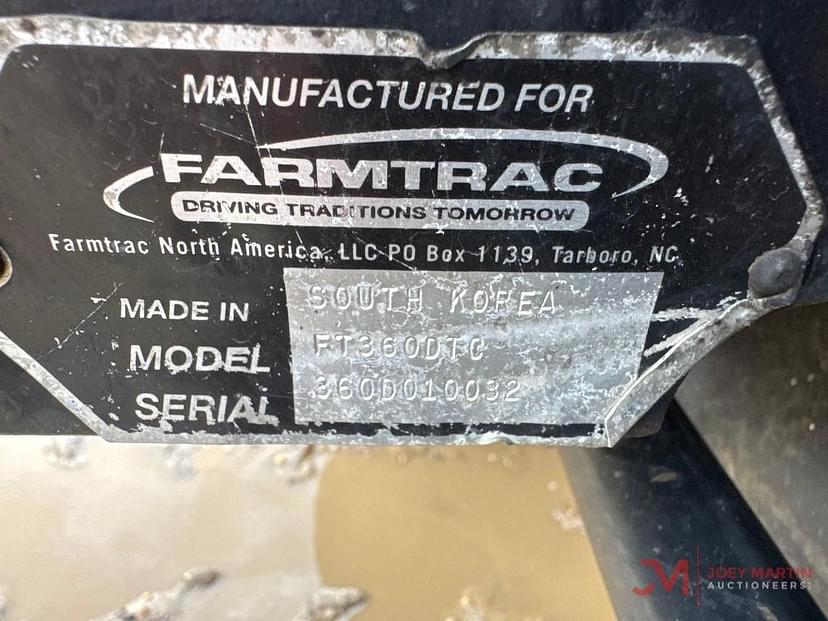 MANUFACTURED FOR
FARMTRAC
DRIVING TRADITIONS TOMORROW
Farmtrac North America, LLC PO Box 1139, Tarboro, NC
MADE IN SOUTH KOREA
MODEL FT360DTC
SERIAL 360D010032
JM JOEY MARTIN
AUCTIONEERS